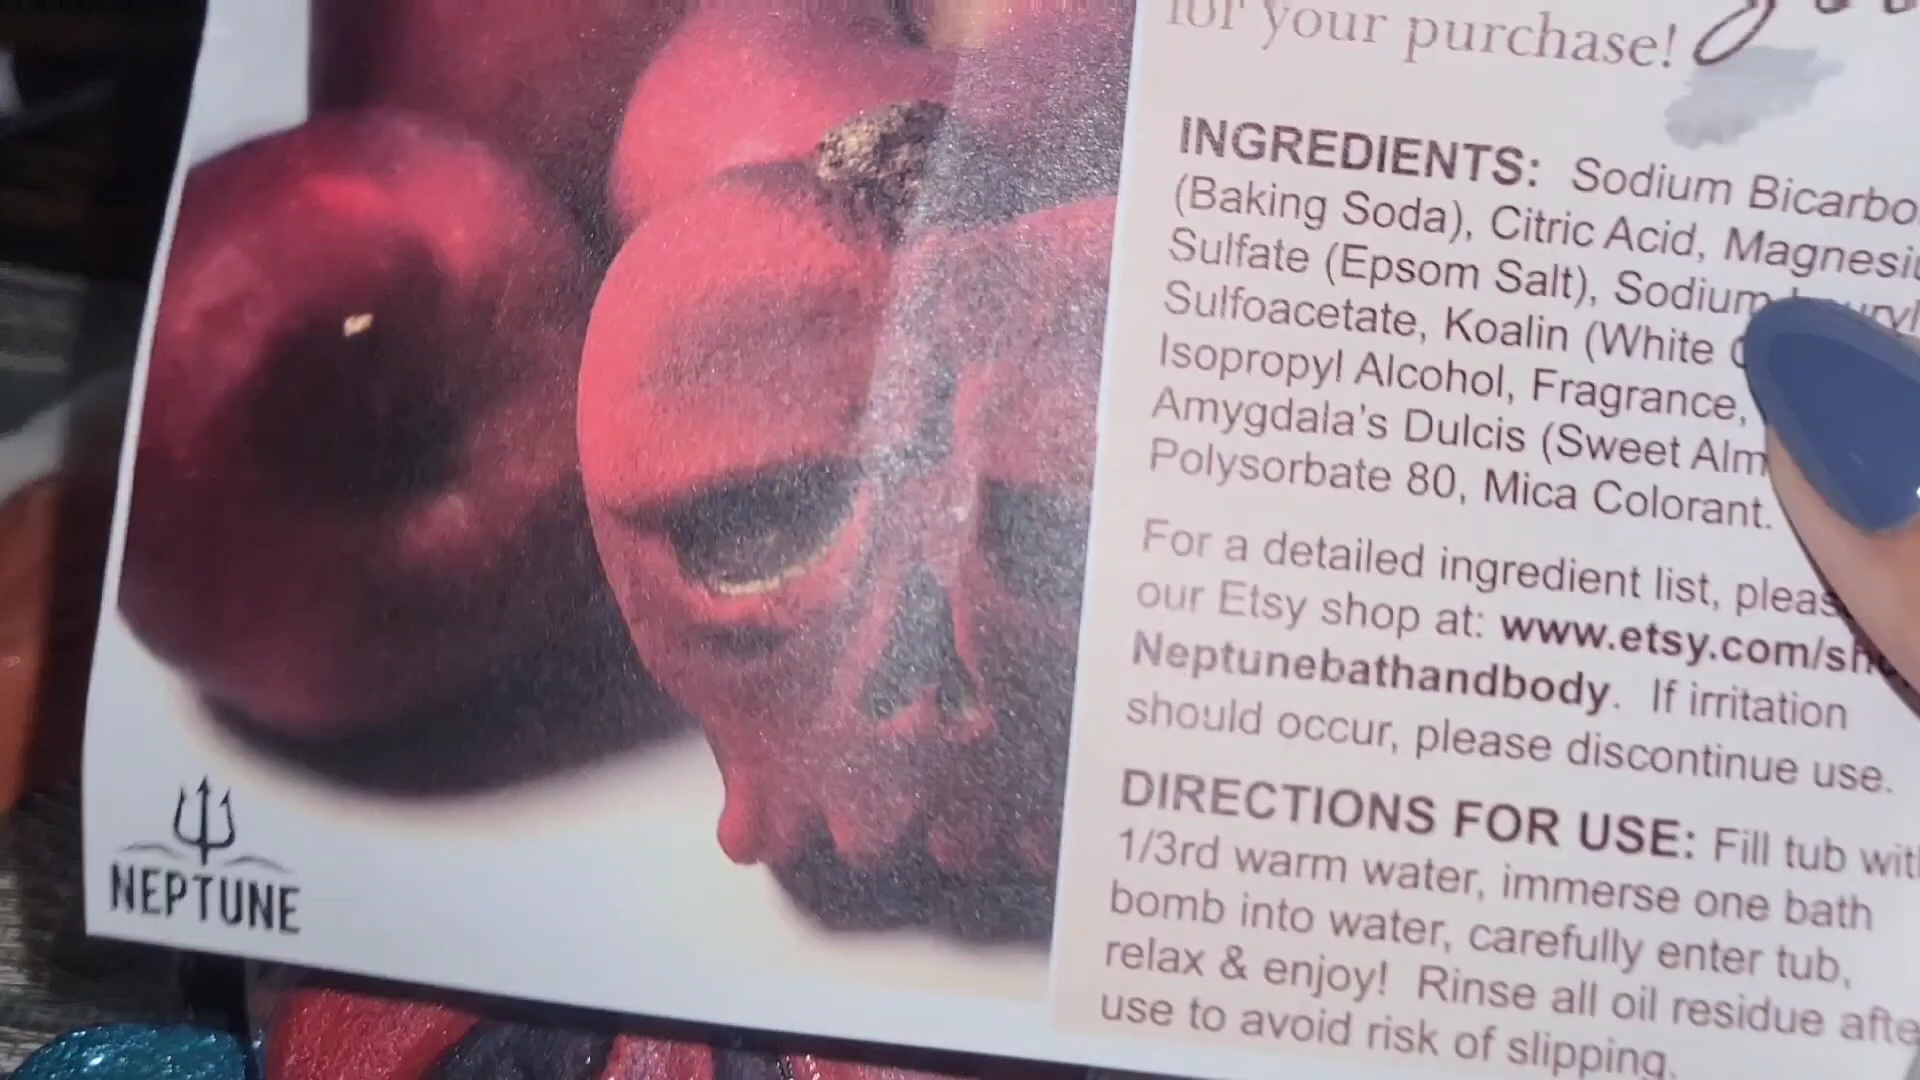 for your purchase!
INGREDIENTS: Sodium Bicarbo
(Baking Soda), Citric Acid, Magnesiu
Sulfate (Epsom Salt), Sodium
Sulfoacetate, Koalin (White
Isopropyl Alcohol, Fragrance,
Amygdala's Dulcis (Sweet Alm
Polysorbate 80, Mica Colorant.
For a detailed ingredient list, pleas
our Etsy shop at: www.etsy.com/sh
Neptunebathandbody. If irritation
should occur, please discontinue use.
DIRECTIONS FOR USE: Fill tub with
1/3rd warm water, immerse one bath
bomb into water, carefully enter tub,
relax & enjoy! Rinse all oil residue afte
use to avoid risk of slipping.
NEPTUNE